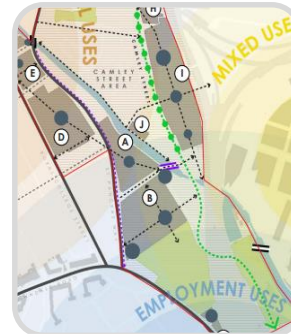 H
L USES
MIXED USE
E
I
CAMLEY
STREET
AREA
D
A
J
B
EMPLOYMENT USES